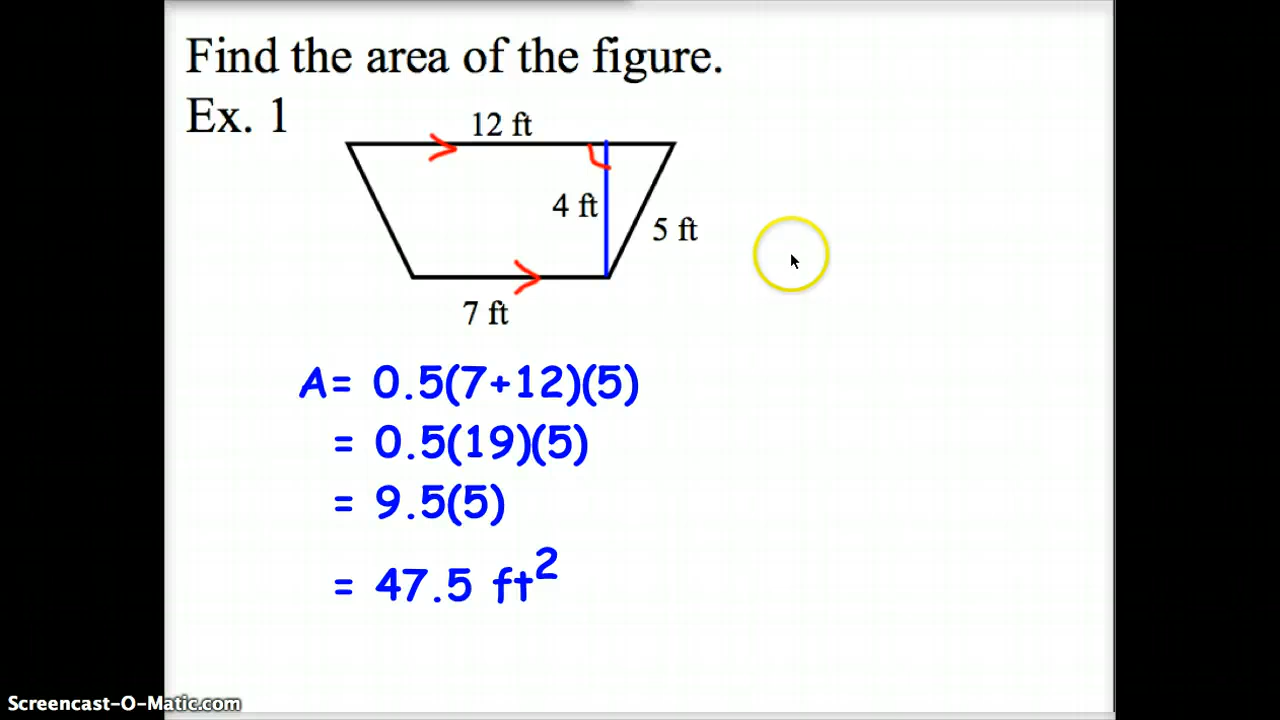 Find the area of the figure.
Ex. 1
12 ft
4 ft
5 ft
7 ft
A= 0.5(7+12)(5)
= 0.5(19)(5)
= 9.5(5)
= 47.5 ft²
Screencast-O-Matic.com